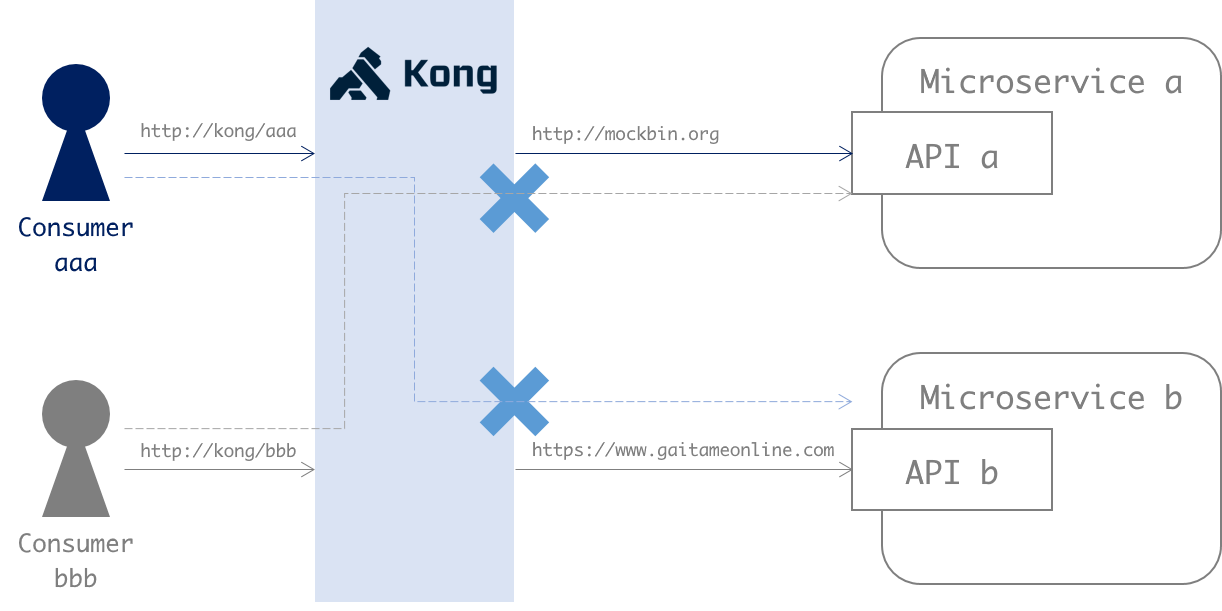 Kong
Consumer
aaa
http://kong/aaa
http://mockbin.org
Microservice a
API a
Consumer
bbb
http://kong/bbb
https://www.gaitameonline.com
Microservice b
API b